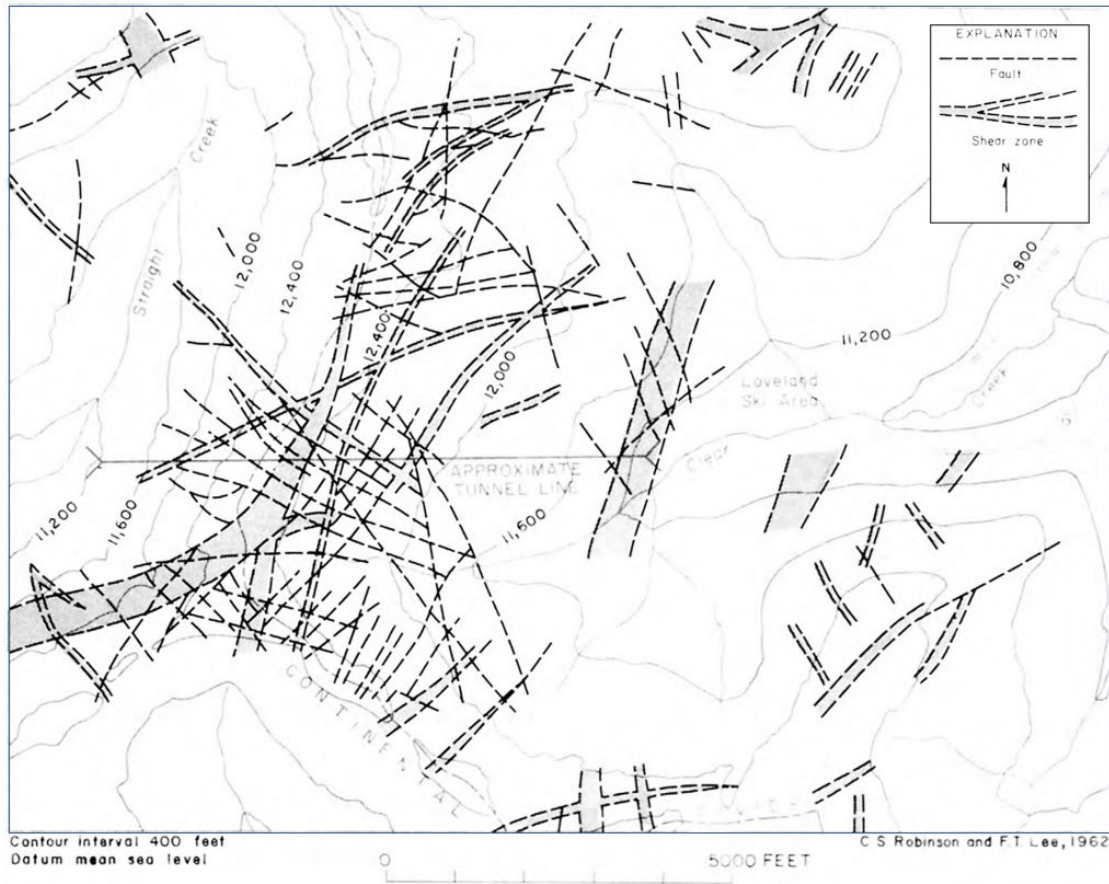 EXPLANATION
Fault
Shear zone
N
Straight
Creek
12,000
12,400
12,400
12,000
10,800
11,200
Loveland
Ski Area
Creek
6
Clear
APPROXIMATE
TUNNEL LINE
11,200
11,600
11,600
CONTINENTAL
Contour interval 400 feet
Datum mean sea level
C S Robinson and F.T. Lee, 1962
0
5000 FEET